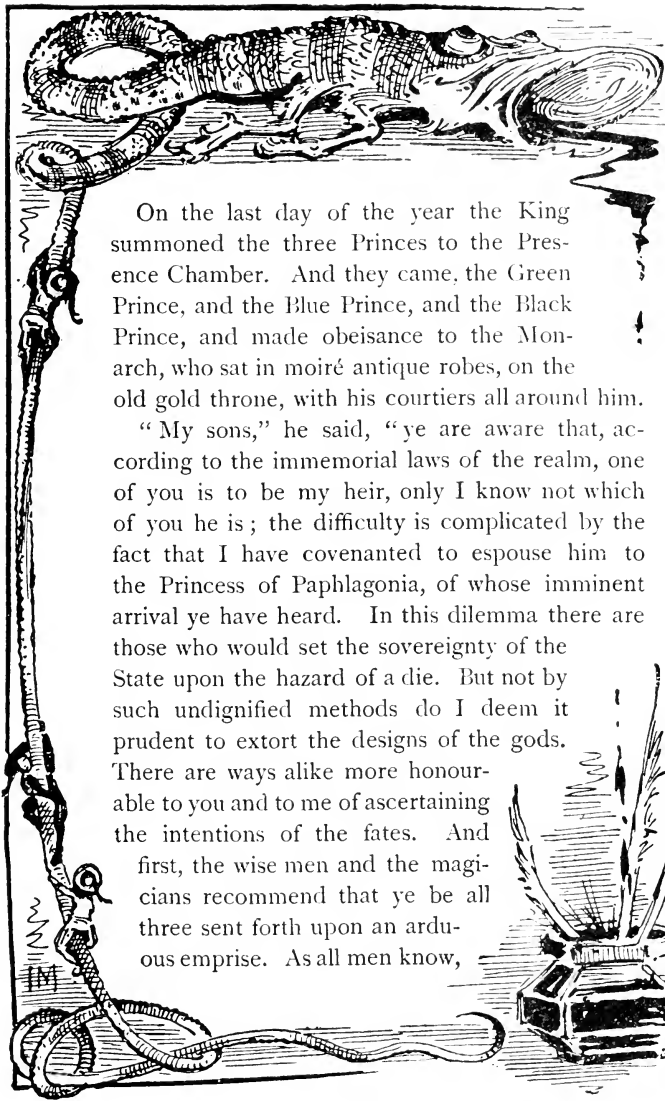 On the last day of the year the King
summoned the three Princes to the Pres-
ence Chamber. And they came, the Green
Prince, and the Blue Prince, and the Black
Prince, and made obeisance to the Mon-
arch, who sat in moiré antique robes, on the
old gold throne, with his courtiers all around him.
“ My sons,” he said, “ ye are aware that, ac-
cording to the immemorial laws of the realm, one
of you is to be my heir, only I know not which
of you he is ; the difficulty is complicated by the
fact that I have covenanted to espouse him to
the Princess of Paphlagonia, of whose imminent
arrival ye have heard. In this dilemma there are
those who would set the sovereignty of the
State upon the hazard of a die. But not by
such undignified methods do I deem it
prudent to extort the designs of the gods.
There are ways alike more honour-
able to you and to me of ascertaining
the intentions of the fates. And
first, the wise men and the magi-
cians recommend that ye be all
three sent forth upon an ardu-
ous emprise. As all men know,